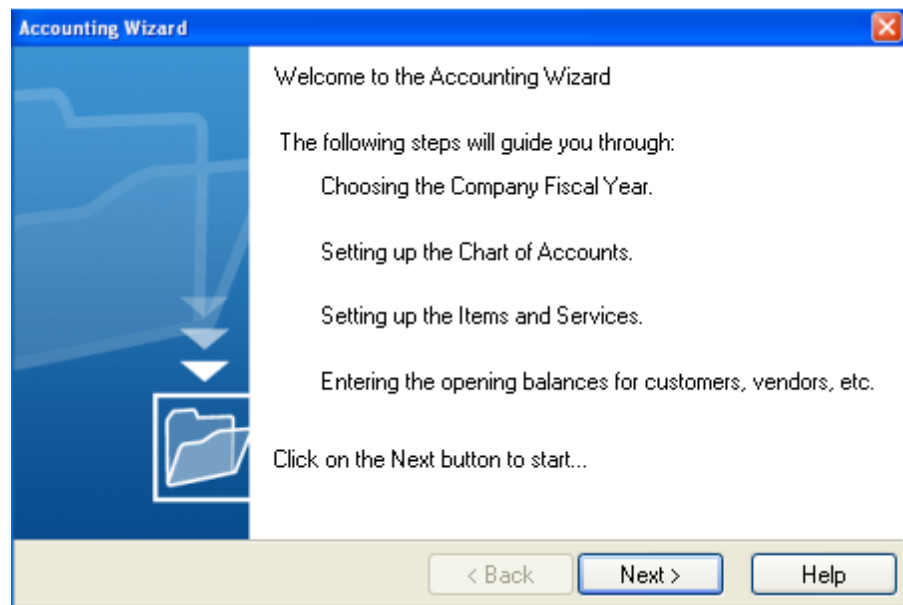 Accounting Wizard
Welcome to the Accounting Wizard
The following steps will guide you through:
Choosing the Company Fiscal Year.
Setting up the Chart of Accounts.
Setting up the Items and Services.
Entering the opening balances for customers, vendors, etc.
Click on the Next button to start...
< Back Next > Help